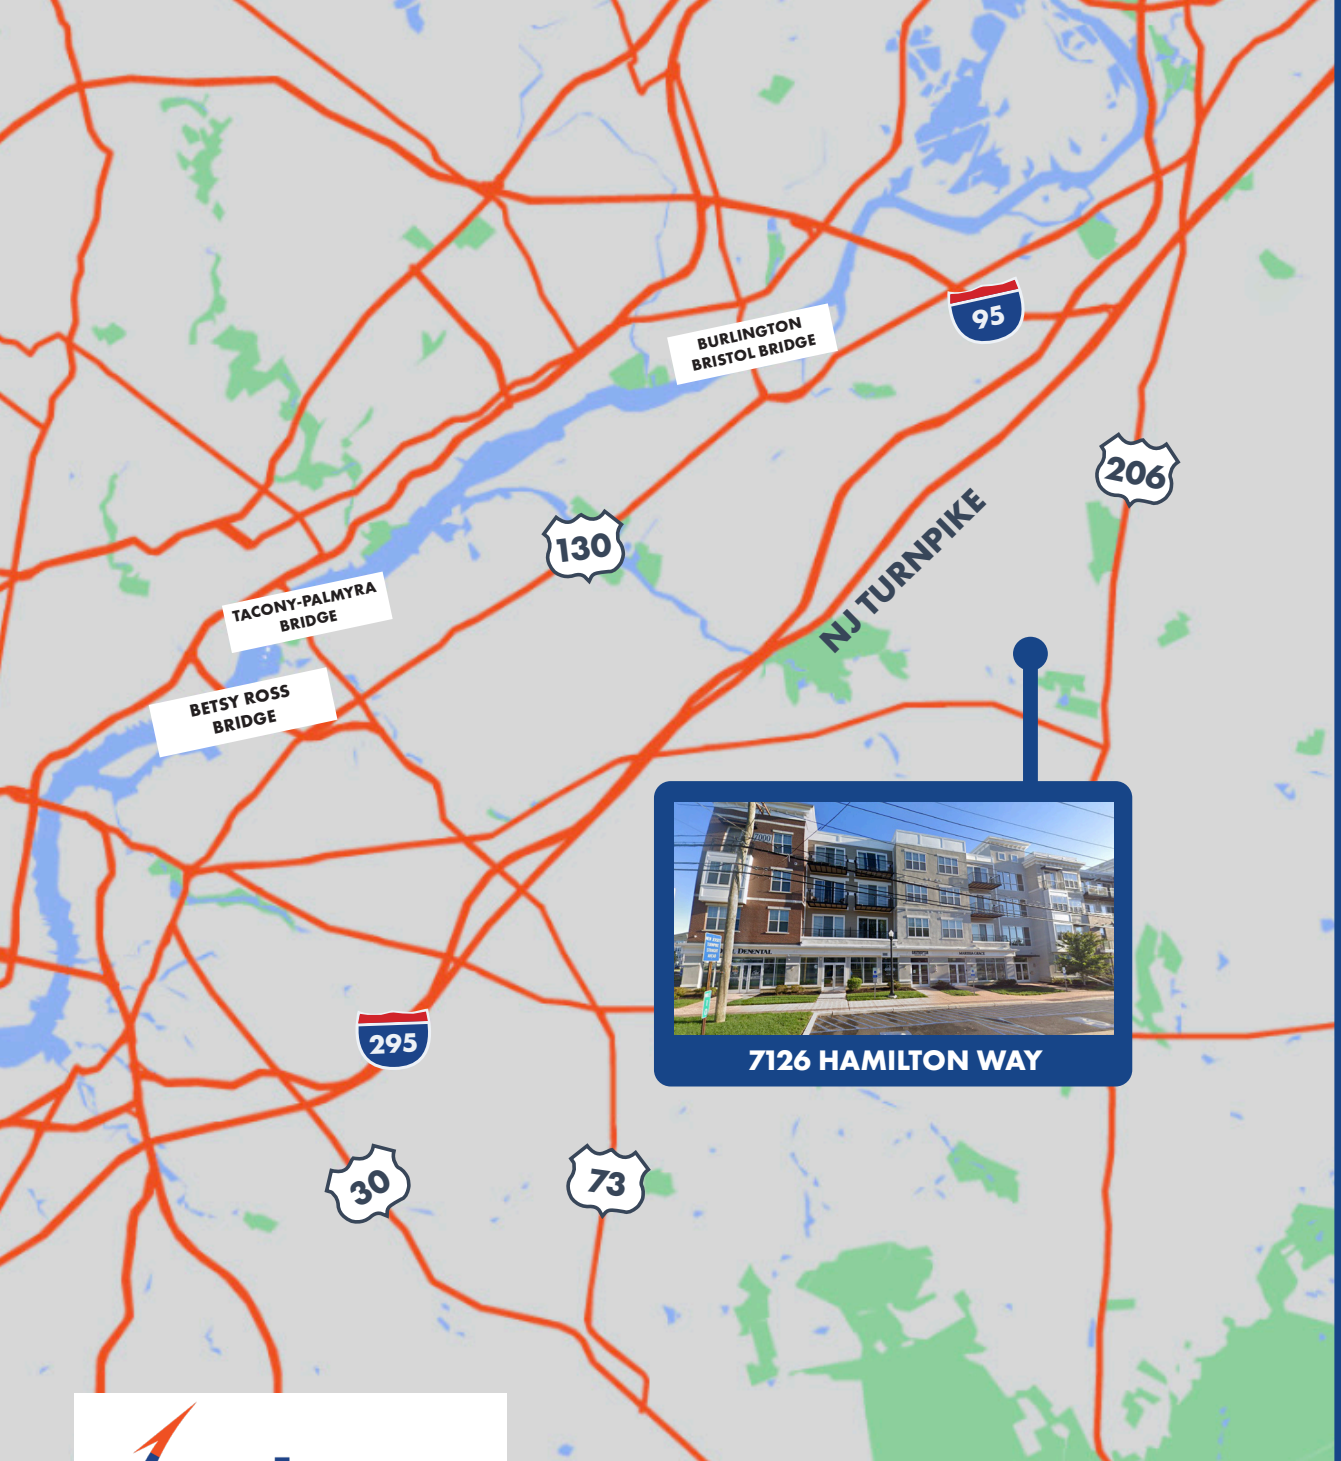 BURLINGTON
BRISTOL BRIDGE
95
206
NJ TURNPIKE
130
TACONY-PALMYRA
BRIDGE
BETSY ROSS
BRIDGE
7126 HAMILTON WAY
295
30
73